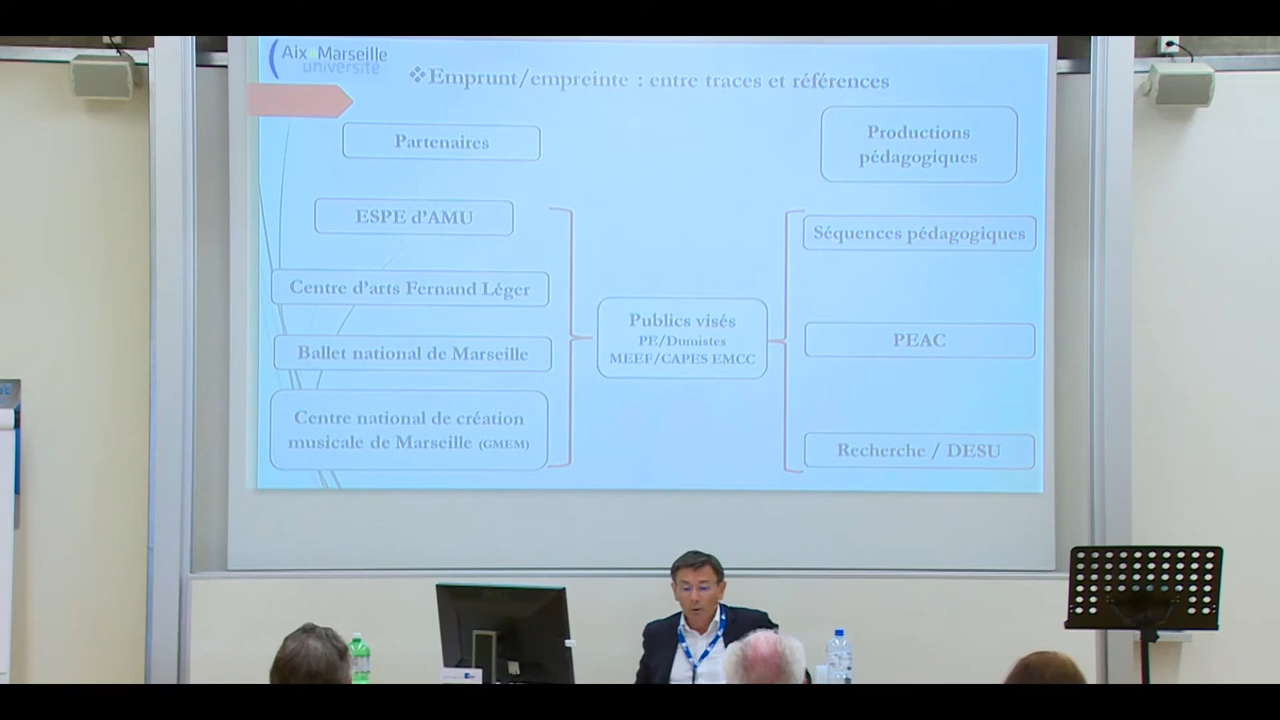 Aix Marseille
université
❖Emprunt/empreinte : entre traces et références
Partenaires
ESPE d'AMU
Centre d'arts Fernand Léger
Ballet national de Marseille
Centre national de création
musicale de Marseille (GMEM)
Publics visés
PE/Dumistes
MEEF/CAPES EMCC
Productions
pédagogiques
Séquences pédagogiques
PEAC
Recherche / DESU